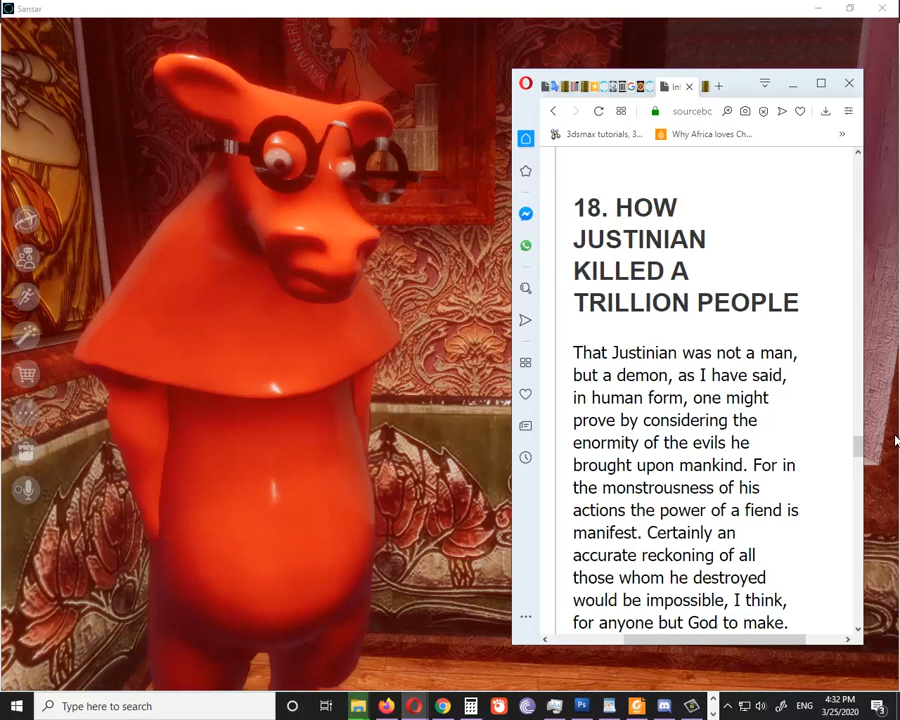 Sansar
In
sourcebc
3dsmax tutorials, 3...
Why Africa loves Ch...
18. HOW
JUSTINIAN
KILLED A
TRILLION PEOPLE
That Justinian was not a man,
but a demon, as I have said,
in human form, one might
prove by considering the
enormity of the evils he
brought upon mankind. For in
the monstrousness of his
actions the power of a fiend is
manifest. Certainly an
accurate reckoning of all
those whom he destroyed
would be impossible, I think,
for anyone but God to make.
Type here to search
ENG
4:32 PM
3/25/2020
3